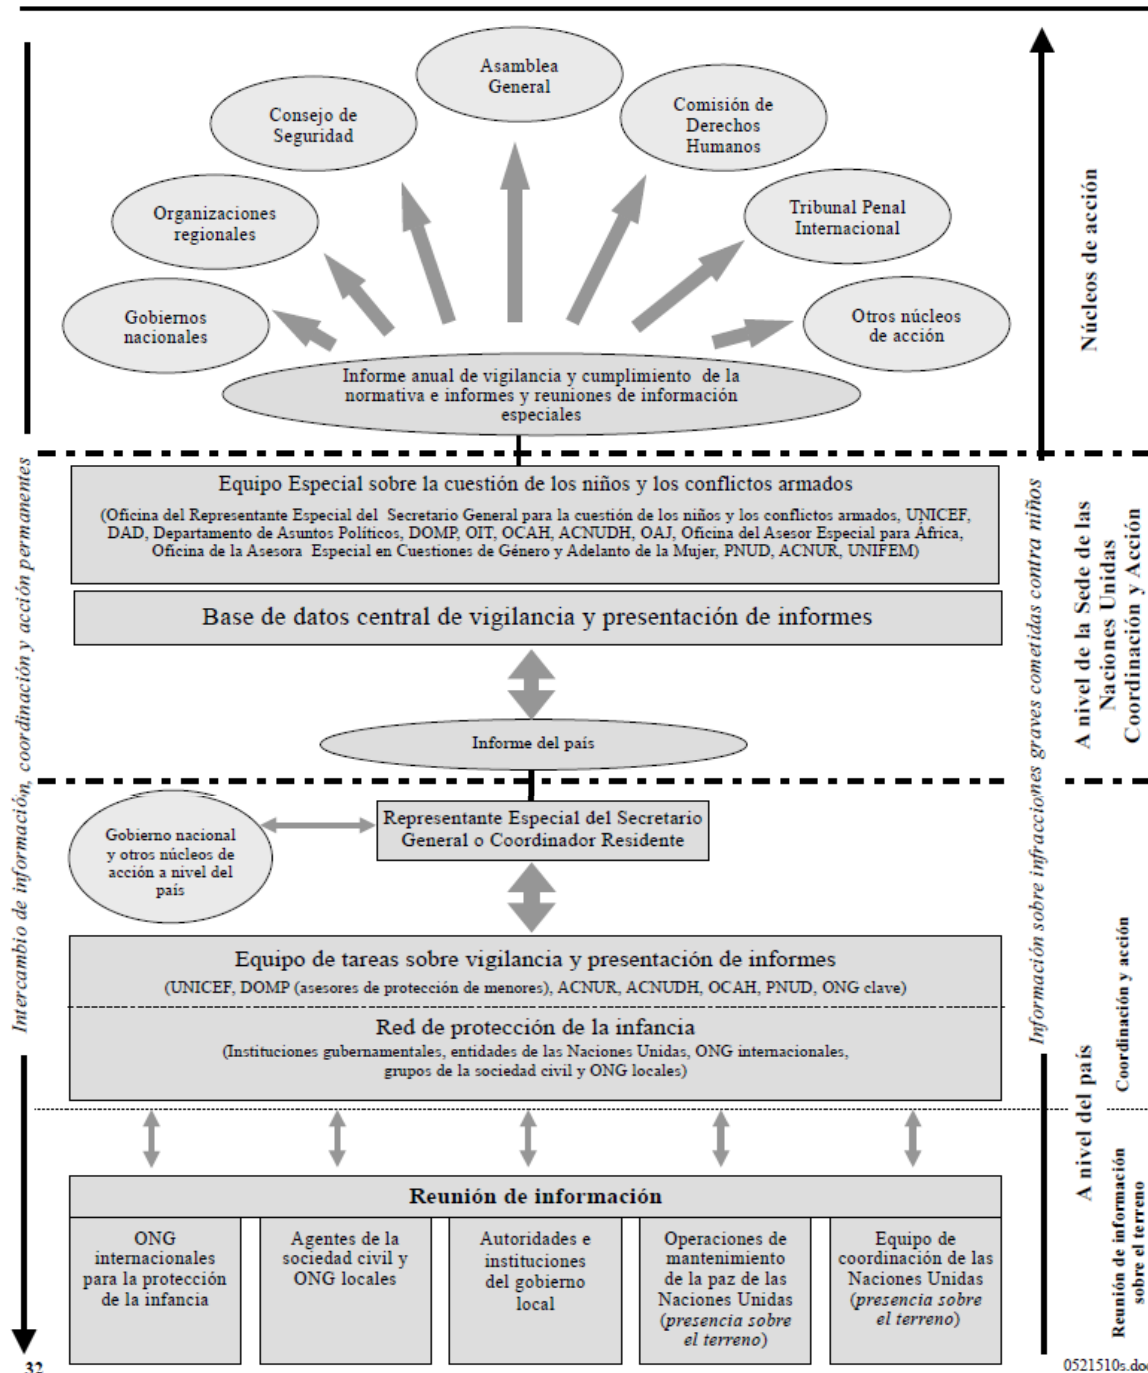 Asamblea
General
Consejo de
Seguridad
Comisión de
Derechos
Humanos
Organizaciones
regionales
Tribunal Penal
Internacional
Gobiernos
nacionales
Otros núcleos
de acción
Informe anual de vigilancia y cumplimiento de la
normativa e informes y reuniones de información
especiales
Núcleos de acción
Equipo Especial sobre la cuestión de los niños y los conflictos armados
(Oficina del Representante Especial del Secretario General para la cuestión de los niños y los conflictos armados, UNICEF,
DAD, Departamento de Asuntos Políticos, DOMP, OIT, OCAH, ACNUDH, OAJ, Oficina del Asesor Especial para África,
Oficina de la Asesora Especial en Cuestiones de Género y Adelanto de la Mujer, PNUD, ACNUR, UNIFEM)
Base de datos central de vigilancia y presentación de informes
Informe del país
A nivel de la Sede de las
Naciones Unidas
Coordinación y Acción
Intercambio de información, coordinación y acción permanentes
Información sobre infracciones graves cometidas contra niños
Representante Especial del Secretario
General o Coordinador Residente
Gobierno nacional
y otros núcleos de
acción a nivel del
país
Equipo de tareas sobre vigilancia y presentación de informes
(UNICEF, DOMP (asesores de protección de menores), ACNUR, ACNUDH, OCAH, PNUD, ONG clave)
Red de protección de la infancia
(Instituciones gubernamentales, entidades de las Naciones Unidas, ONG internacionales,
grupos de la sociedad civil y ONG locales)
A nivel del país
Coordinación y acción
Reunión de información
sobre el terreno
Reunión de información
ONG
internacionales
para la protección
de la infancia
Agentes de la
sociedad civil y
ONG locales
Autoridades e
instituciones
del gobierno
local
Operaciones de
mantenimiento
de la paz de las
Naciones Unidas
(presencia sobre
el terreno)
Equipo de
coordinación de las
Naciones Unidas
(presencia sobre
el terreno)
32
0521510s.doc